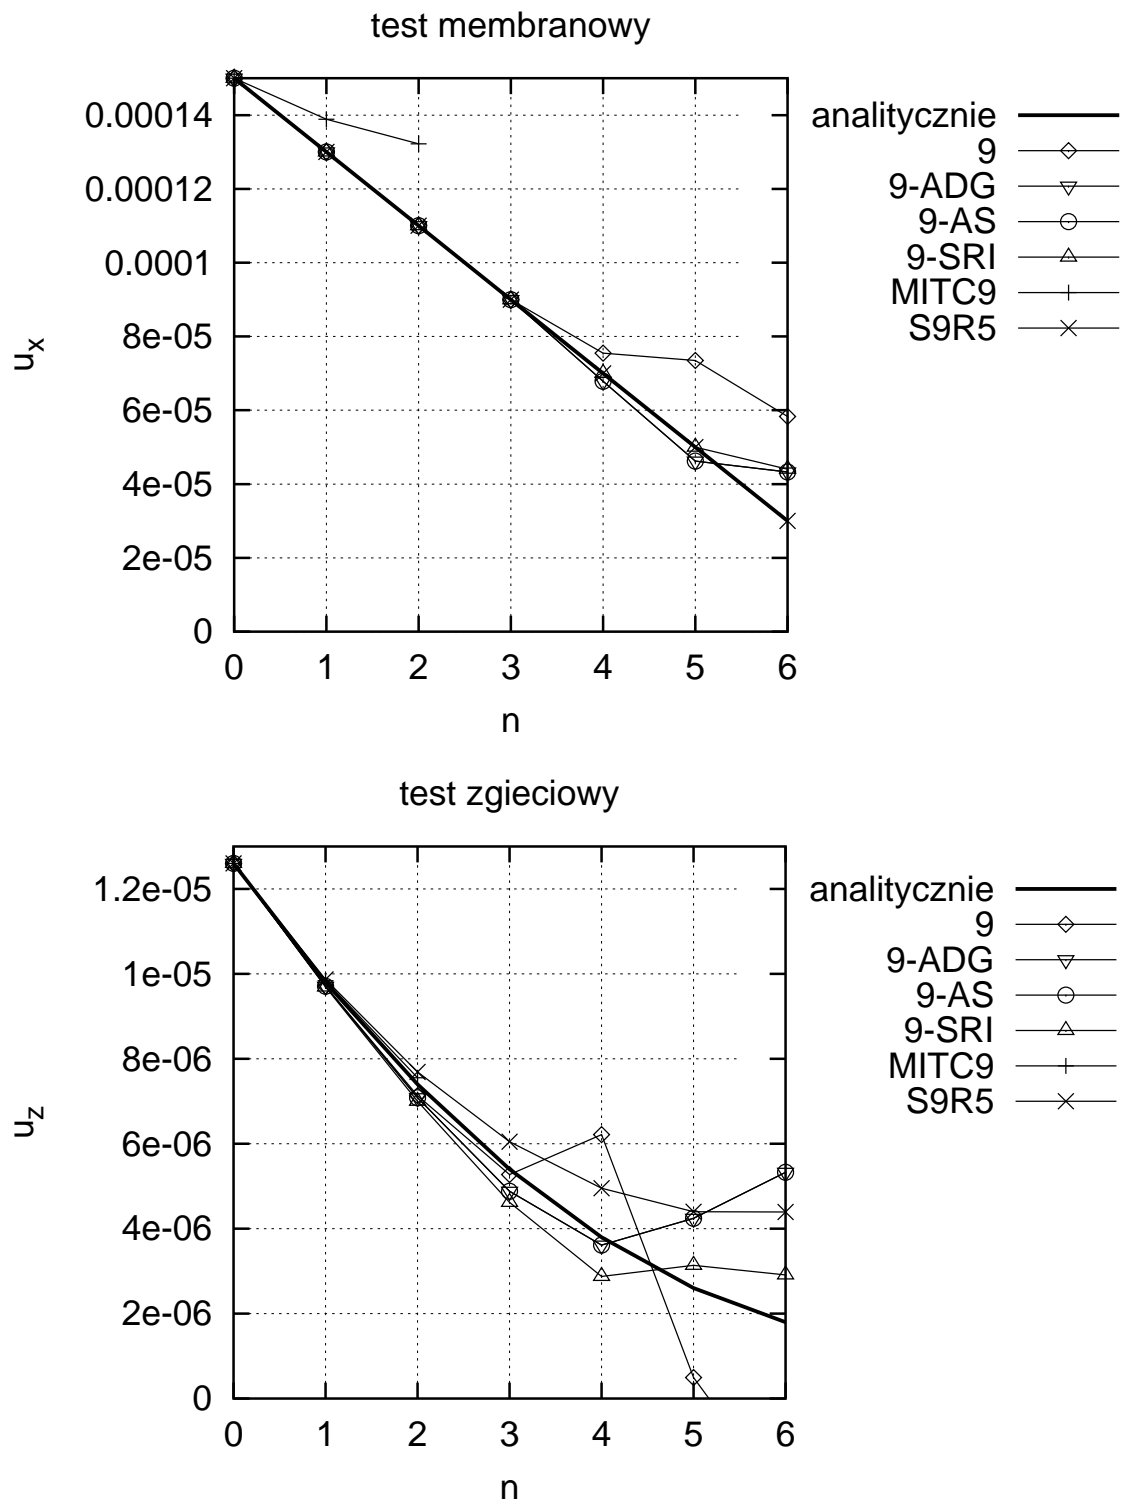 test membranowy
0.00014
0.00012
0.0001
8e-05
6e-05
4e-05
2e-05
0
u_x
0 1 2 3 4 5 6
n
analitycznie
9
9-ADG
9-AS
9-SRI
MITC9
S9R5
test zgieciowy
1.2e-05
1e-05
8e-06
6e-06
4e-06
2e-06
0
u_z
0 1 2 3 4 5 6
n
analitycznie
9
9-ADG
9-AS
9-SRI
MITC9
S9R5